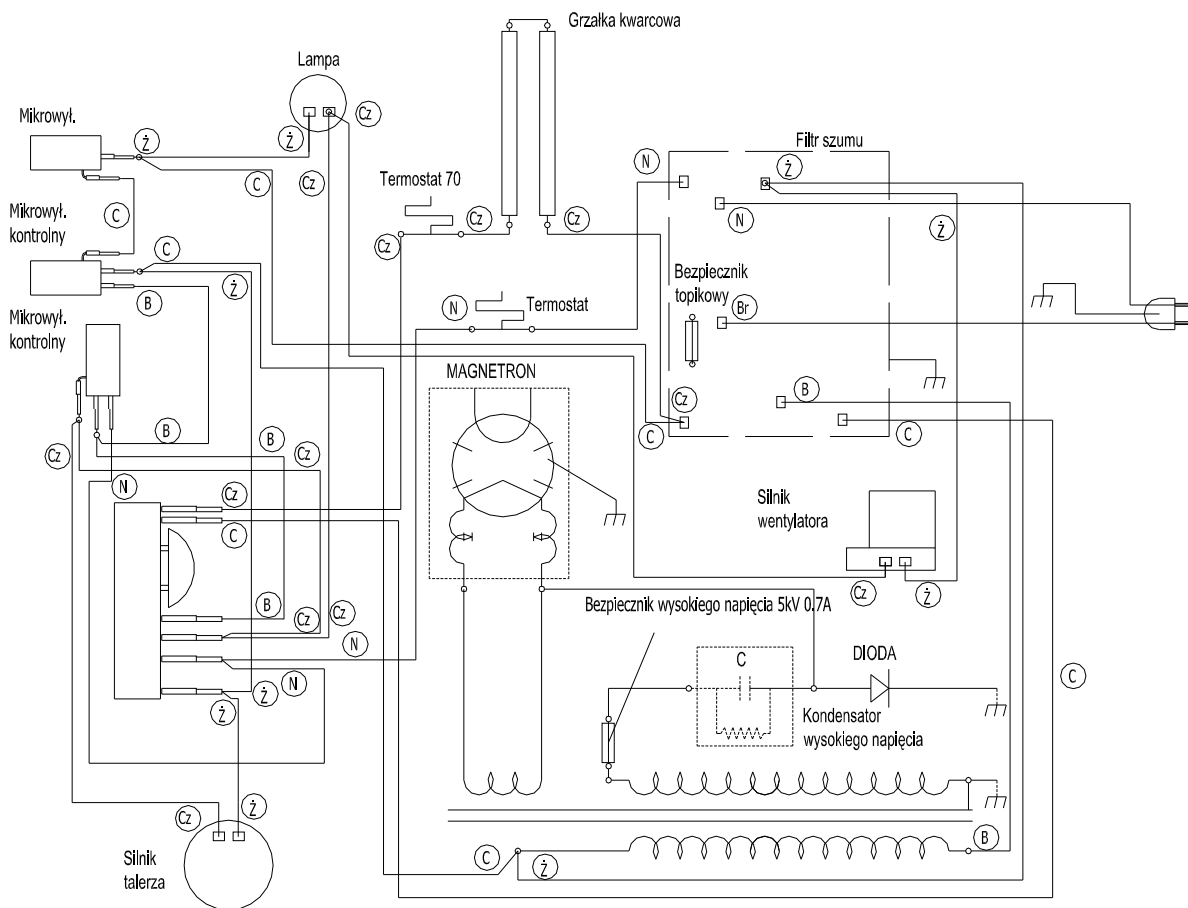 Grzałka kwarcowa
Lampa
Cz
Mikrowył.
Ż
Ż
Filtr szumu
N
Ż
Cz
C
Termostat 70
Mikrowył.
kontrolny
C
Cz
Cz
Cz
N
Ż
C
Ż
B
N
Termostat
Bezpiecznik
topikowy
Br
Mikrowył.
kontrolny
MAGNETRON
B
Cz
C
C
B
B
Cz
Cz
N
Cz
C
Silnik
wentylatora
Cz
Ż
B
Cz
Cz
Bezpiecznik wysokiego napięcia 5kV 0.7A
N
N
Ż
Ż
C
DIODA
C
Kondensator
wysokiego napięcia
Cz
Ż
B
C
Ż
Silnik
talerza
C